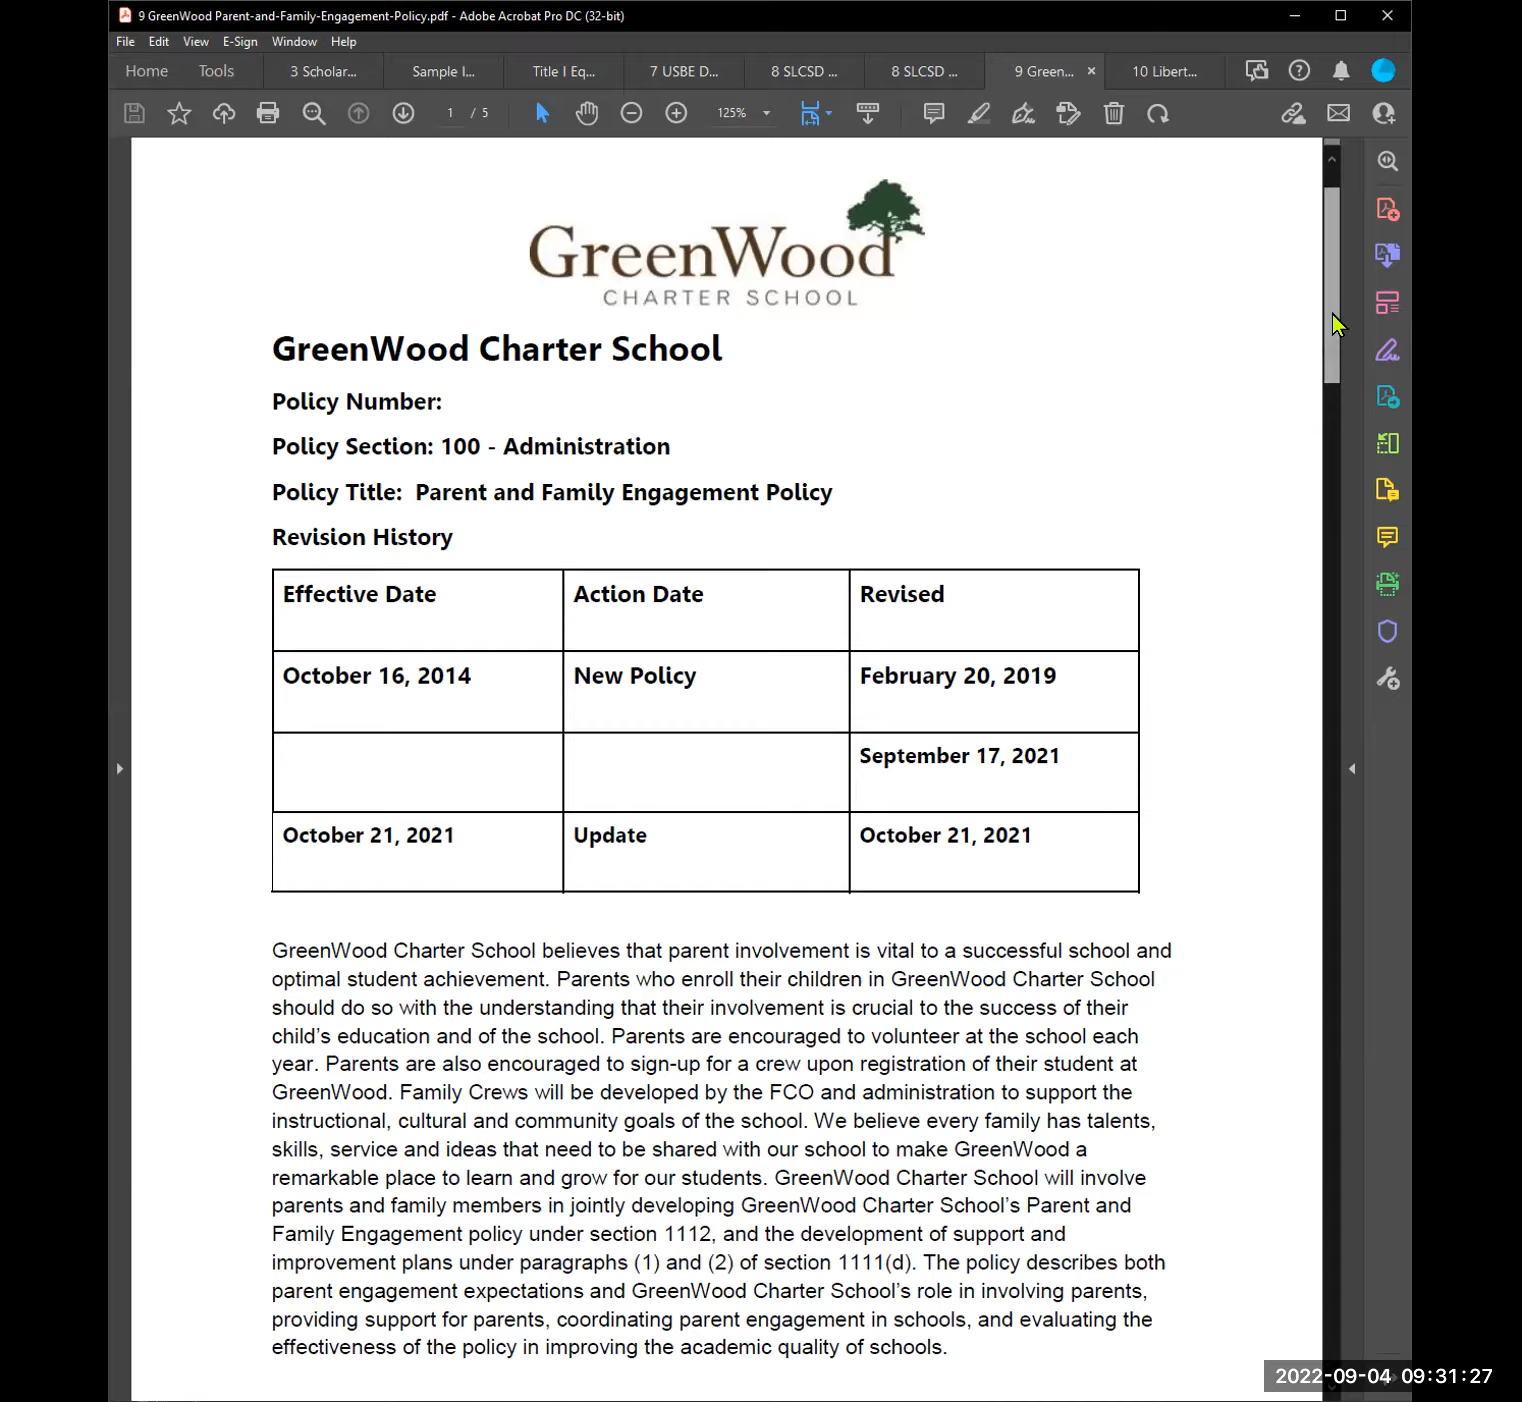 9 GreenWood Parent-and-Family-Engagement-Policy.pdf - Adobe Acrobat Pro DC (32-bit)
File Edit View E-Sign Window Help
Home Tools 3 Scholar... Sample I... Title I Eq... 7 USBE D... 8 SLCSD ... 8 SLCSD ... 9 Green... × 10 Libert...
1 / 5 125%
GreenWood
CHARTER SCHOOL
GreenWood Charter School
Policy Number:
Policy Section: 100 - Administration
Policy Title: Parent and Family Engagement Policy
Revision History
Effective Date Action Date Revised
October 16, 2014 New Policy February 20, 2019
September 17, 2021
October 21, 2021 Update October 21, 2021
GreenWood Charter School believes that parent involvement is vital to a successful school and
optimal student achievement. Parents who enroll their children in GreenWood Charter School
should do so with the understanding that their involvement is crucial to the success of their
child's education and of the school. Parents are encouraged to volunteer at the school each
year. Parents are also encouraged to sign-up for a crew upon registration of their student at
GreenWood. Family Crews will be developed by the FCO and administration to support the
instructional, cultural and community goals of the school. We believe every family has talents,
skills, service and ideas that need to be shared with our school to make GreenWood a
remarkable place to learn and grow for our students. GreenWood Charter School will involve
parents and family members in jointly developing GreenWood Charter School's Parent and
Family Engagement policy under section 1112, and the development of support and
improvement plans under paragraphs (1) and (2) of section 1111(d). The policy describes both
parent engagement expectations and GreenWood Charter School's role in involving parents,
providing support for parents, coordinating parent engagement in schools, and evaluating the
effectiveness of the policy in improving the academic quality of schools.
2022-09-04 09:31:27